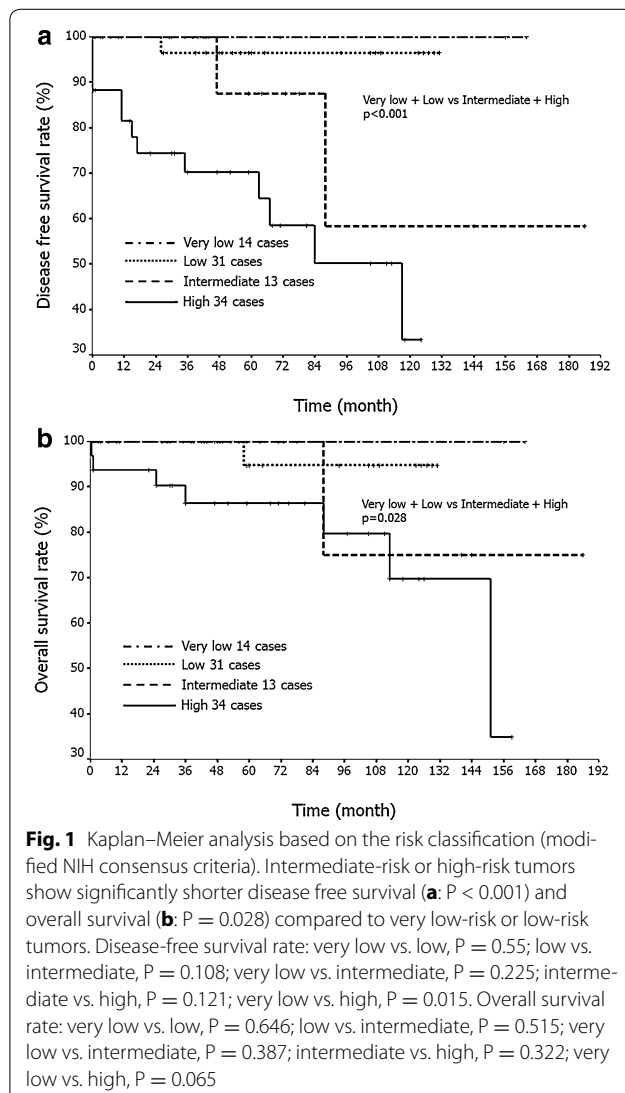 a
100
90
80
70
60
50
40
30
Disease free survival rate (%)
Very low + Low vs Intermediate + High
p<0.001
Very low 14 cases
Low 31 cases
Intermediate 13 cases
High 34 cases
0 12 24 36 48 60 72 84 96 108 120 132 144 156 168 180 192
Time (month)
b
100
90
80
70
60
50
40
30
Overall survival rate (%)
Very low + Low vs Intermediate + High
p=0.028
Very low 14 cases
Low 31 cases
Intermediate 13 cases
High 34 cases
0 12 24 36 48 60 72 84 96 108 120 132 144 156 168 180 192
Time (month)
Fig. 1 Kaplan–Meier analysis based on the risk classification (modi-
fied NIH consensus criteria). Intermediate-risk or high-risk tumors
show significantly shorter disease free survival (a: P < 0.001) and
overall survival (b: P = 0.028) compared to very low-risk or low-risk
tumors. Disease-free survival rate: very low vs. low, P = 0.55; low vs.
intermediate, P = 0.108; very low vs. intermediate, P = 0.225; interme-
diate vs. high, P = 0.121; very low vs. high, P = 0.015. Overall survival
rate: very low vs. low, P = 0.646; low vs. intermediate, P = 0.515; very
low vs. intermediate, P = 0.387; intermediate vs. high, P = 0.322; very
low vs. high, P = 0.065